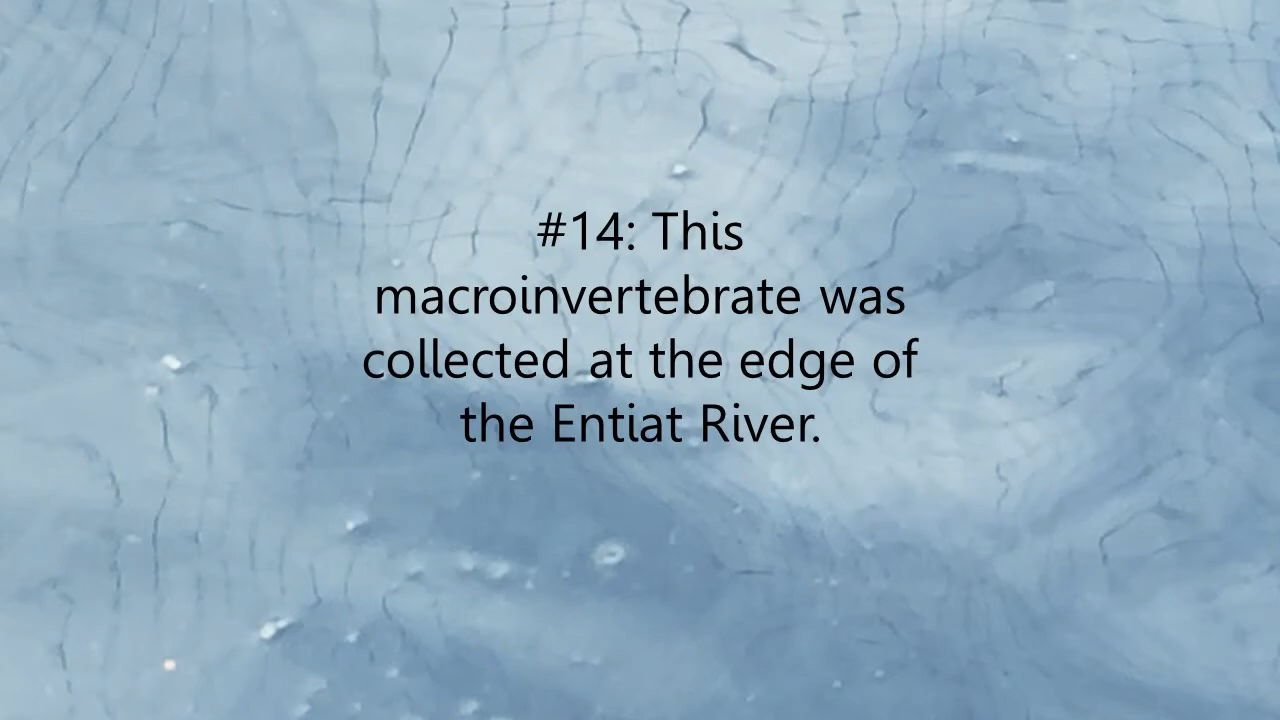 #14: This
macroinvertebrate was
collected at the edge of
the Entiat River.